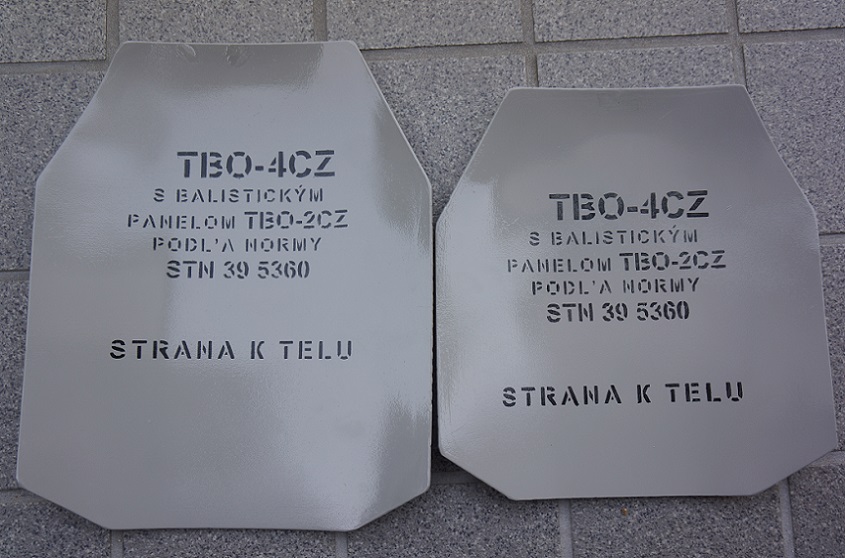 TBO-4CZ
S BALISTICKÝM
PANELOM TBO-2CZ
PODĽA NORMY
STN 39 5360
STRANA K TELU
TBO-4CZ
S BALISTICKÝM
PANELOM TBO-2CZ
PODĽA NORMY
STN 39 5360
STRANA K TELU